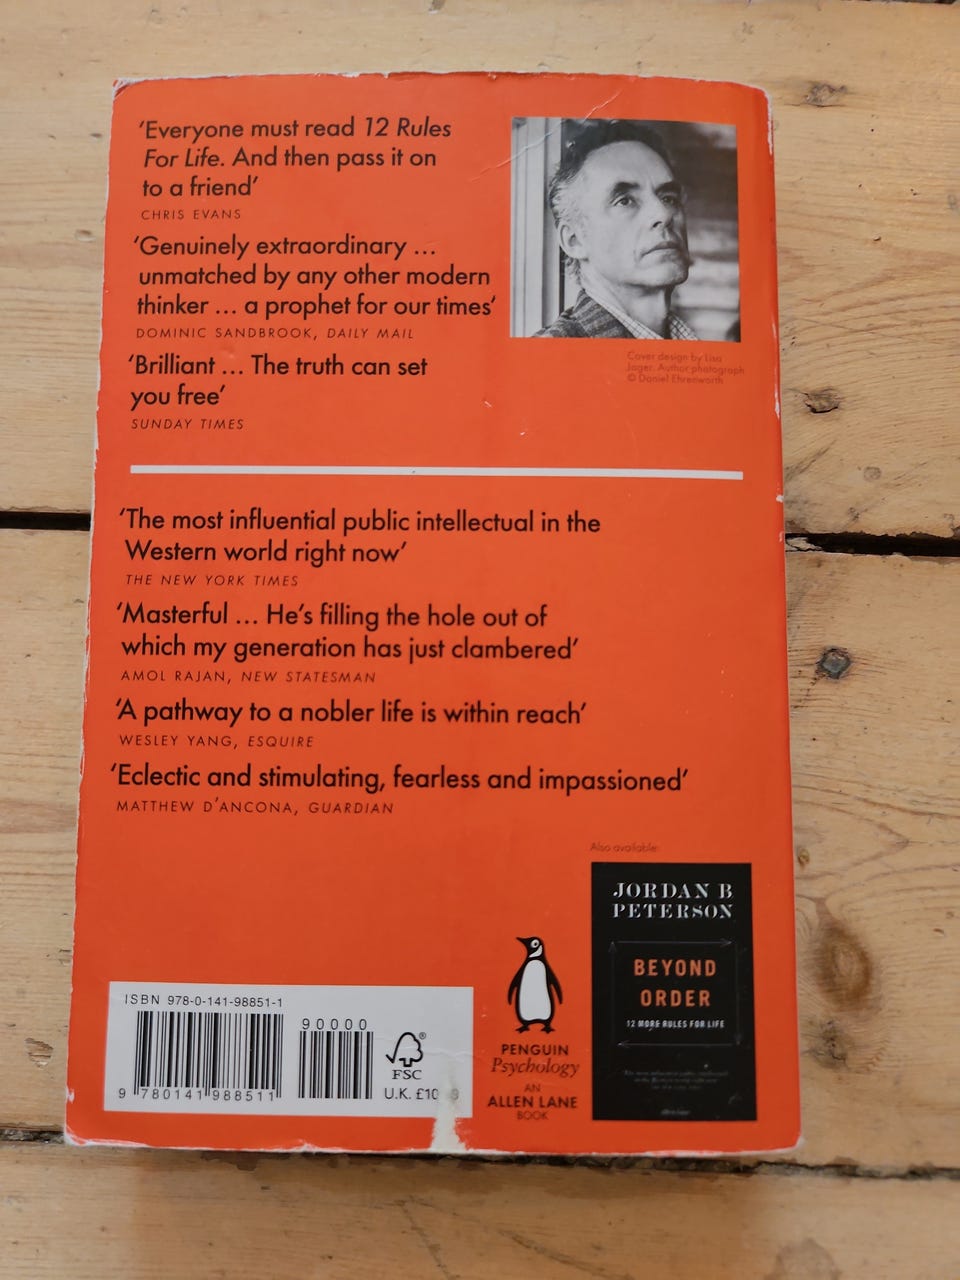 ‘Everyone must read 12 Rules
For Life. And then pass it on
to a friend’
CHRIS EVANS
‘Genuinely extraordinary ...
unmatched by any other modern
thinker ... a prophet for our times’
DOMINIC SANDBROOK, DAILY MAIL
‘Brilliant ... The truth can set
you free’
SUNDAY TIMES
Cover design by Lisa
Jager. Author photograph
© Daniel Ehrenworth
‘The most influential public intellectual in the
Western world right now’
THE NEW YORK TIMES
‘Masterful ... He’s filling the hole out of
which my generation has just clambered’
AMOL RAJAN, NEW STATESMAN
‘A pathway to a nobler life is within reach’
WESLEY YANG, ESQUIRE
‘Eclectic and stimulating, fearless and impassioned’
MATTHEW D’ANCONA, GUARDIAN
Also available:
JORDAN B
PETERSON
BEYOND
ORDER
12 MORE RULES FOR LIFE
ISBN 978-0-141-98851-1
90000
9 780141 988511
FSC
®
U.K. £10
PENGUIN
Psychology
AN
ALLEN LANE
BOOK